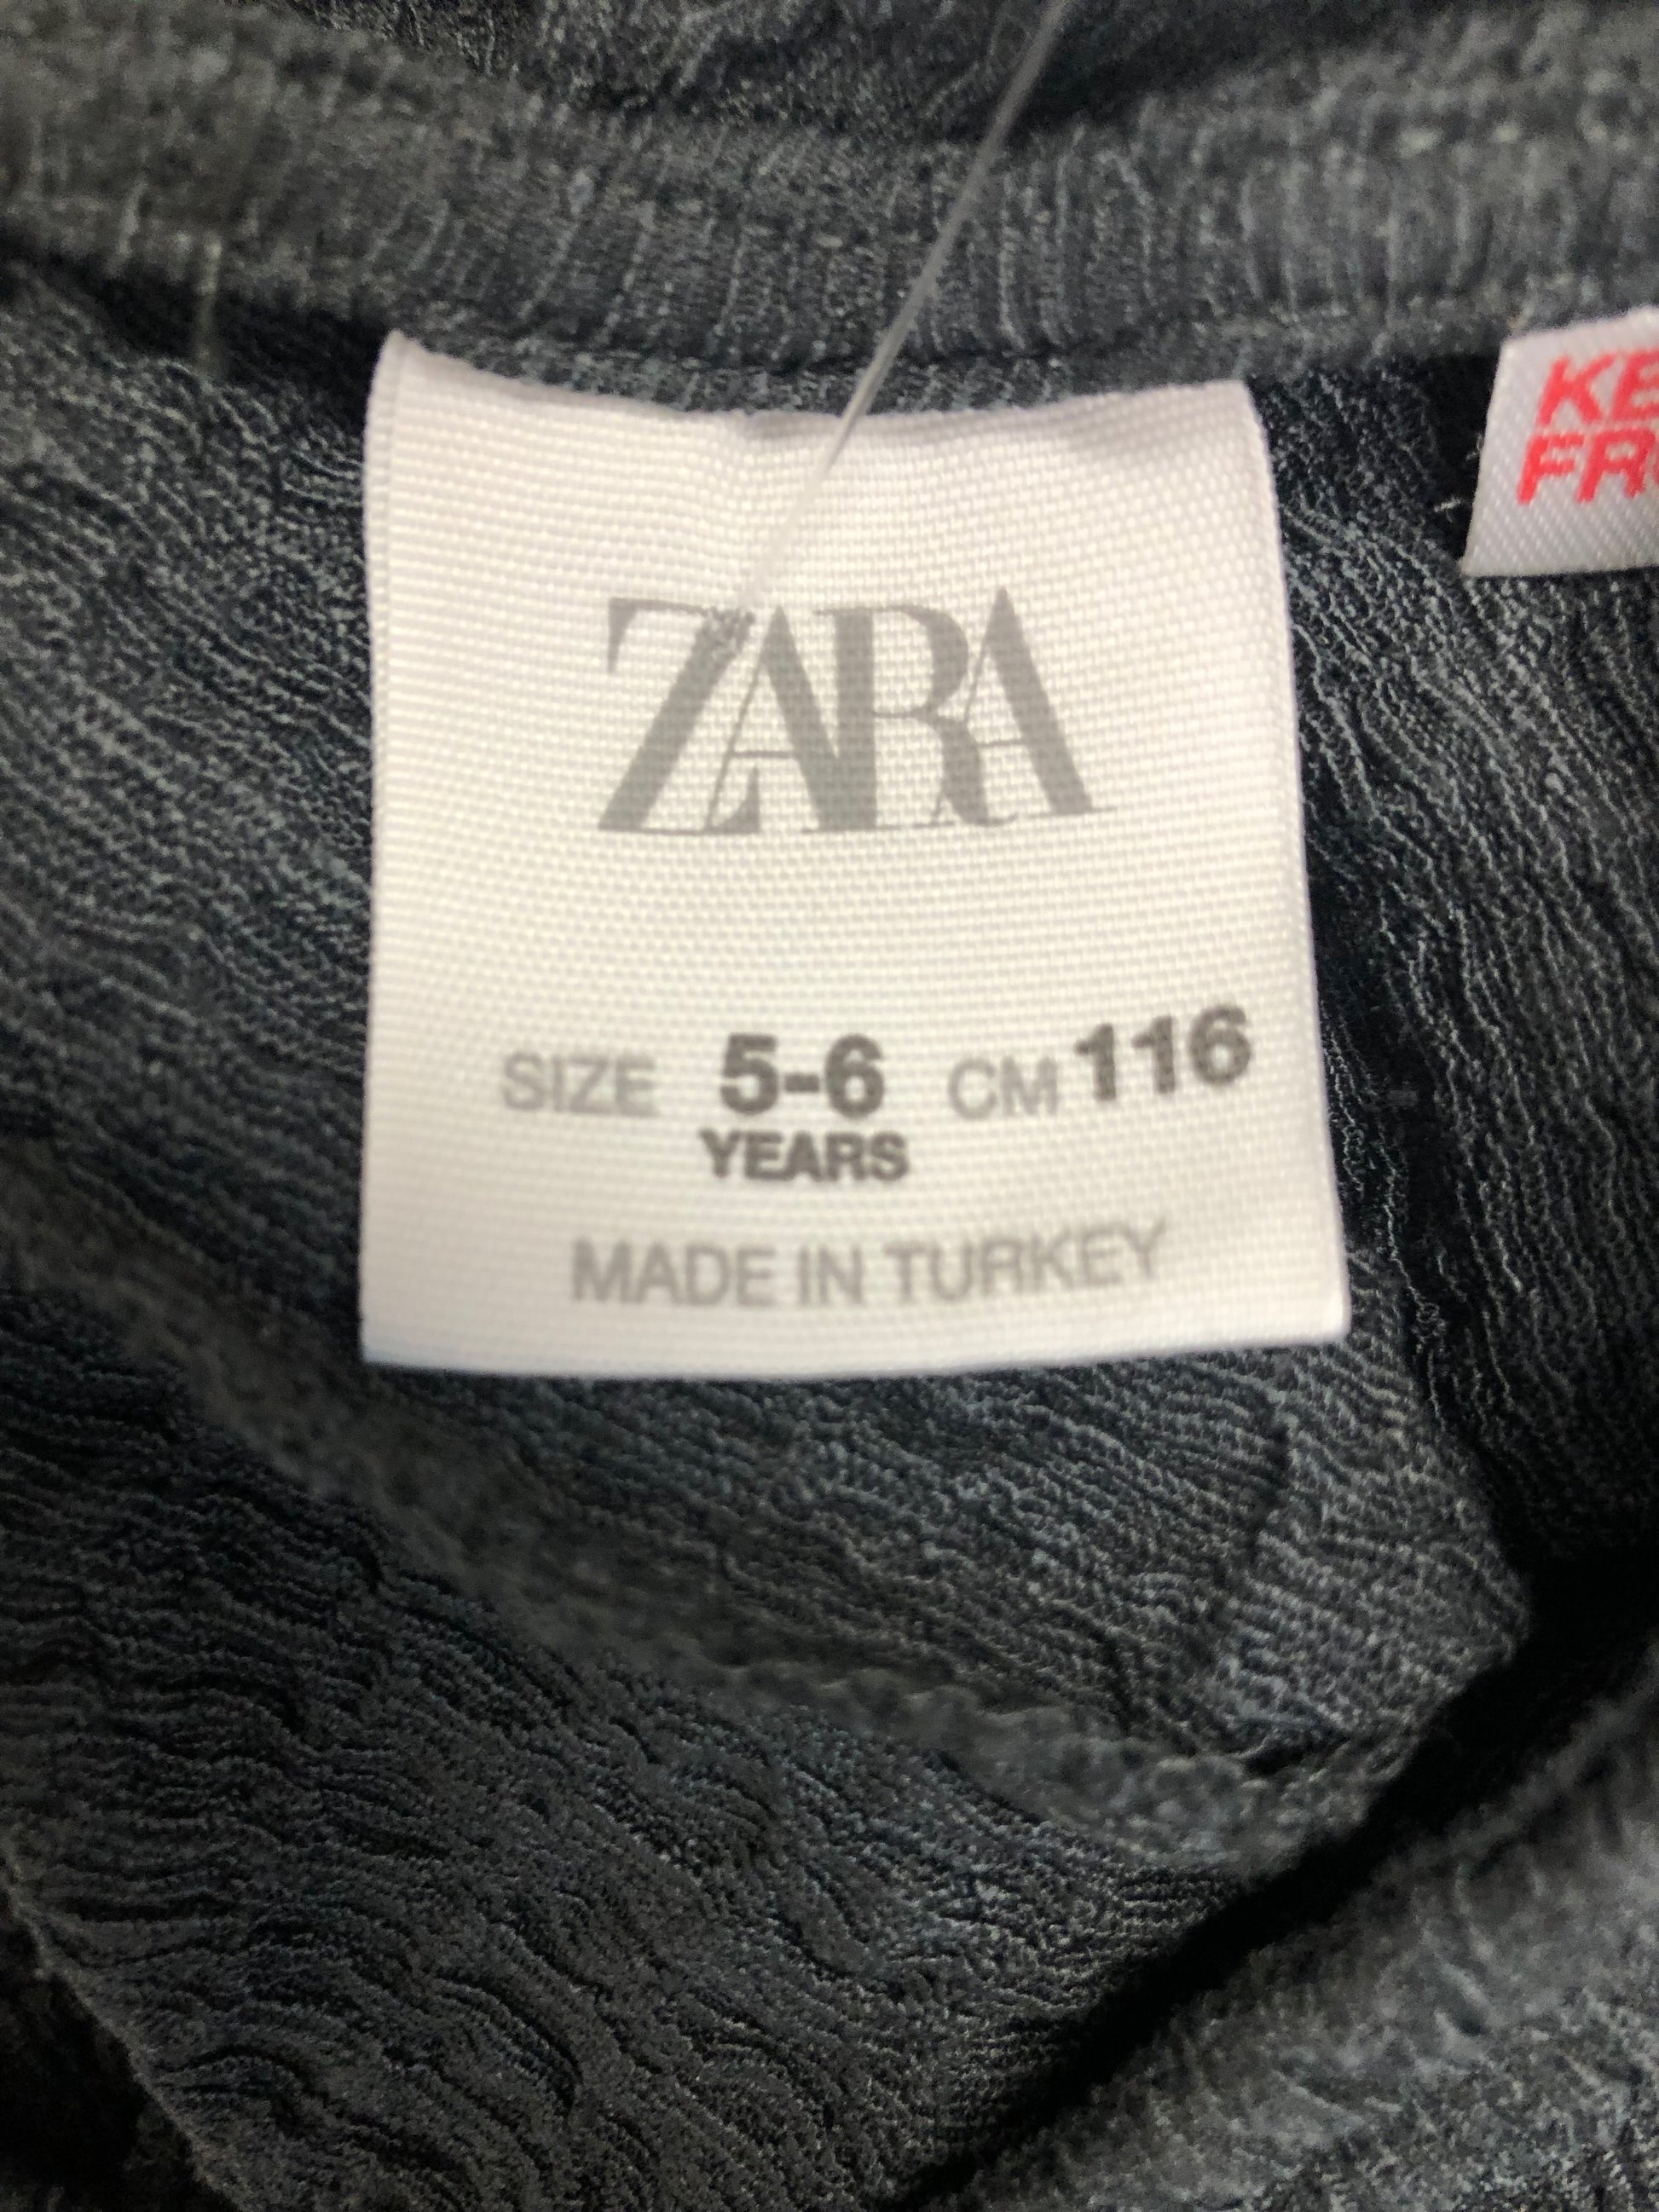 ZARA
SIZE 5-6 CM 116
YEARS
MADE IN TURKEY